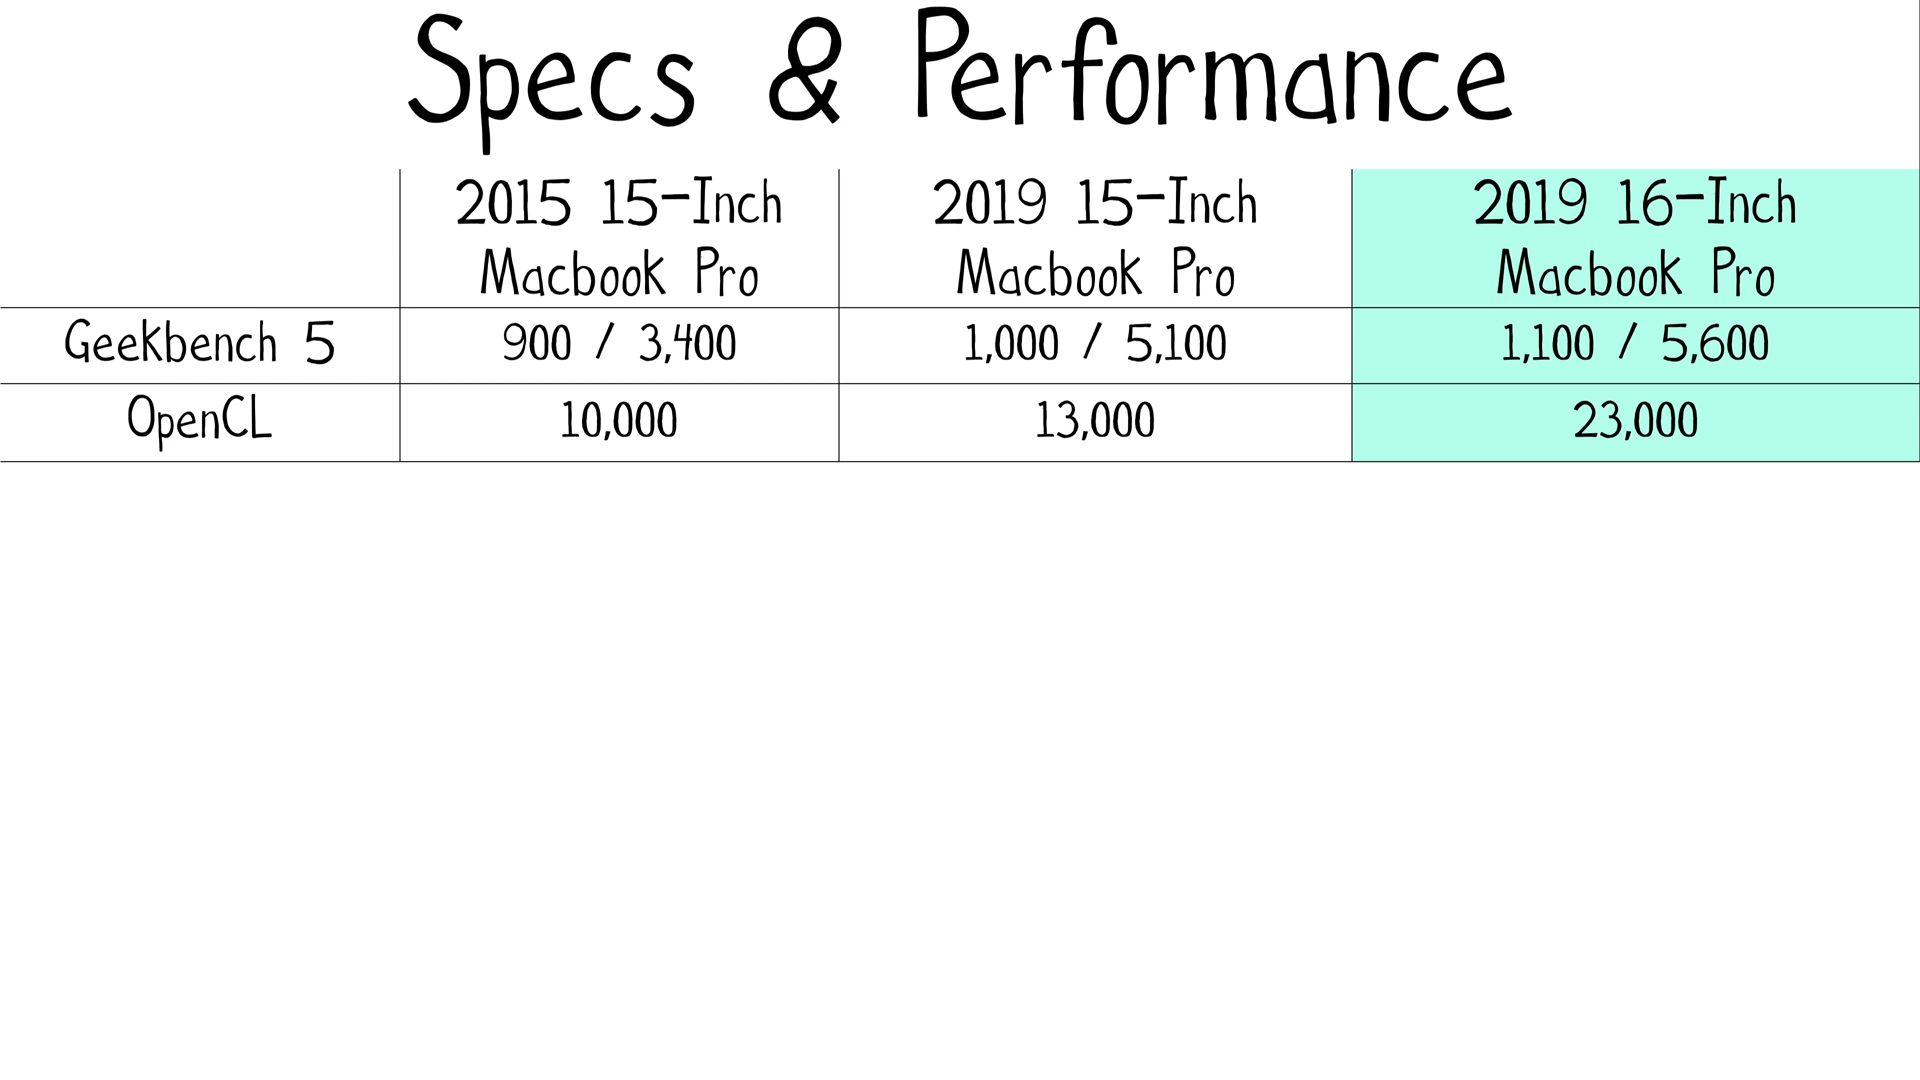 Specs & Performance
2015 15-Inch
Macbook Pro
2019 15-Inch
Macbook Pro
2019 16-Inch
Macbook Pro
Geekbench 5
900 / 3,400
1,000 / 5,100
1,100 / 5,600
OpenCL
10,000
13,000
23,000